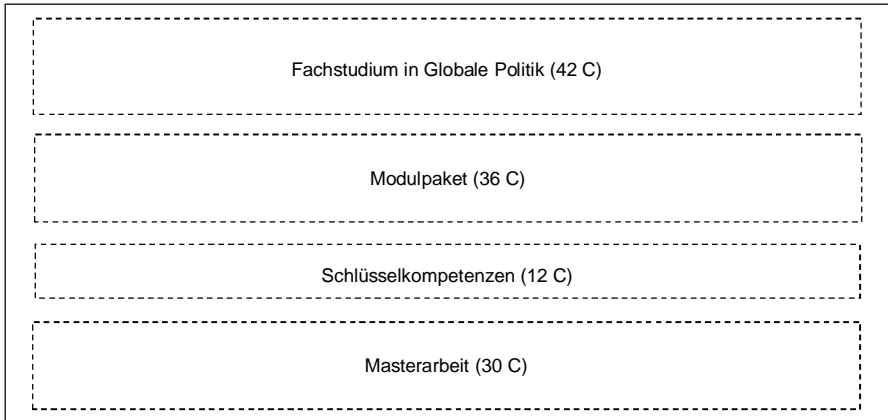 Fachstudium in Globale Politik (42 C)
Modulpaket (36 C)
Schlüsselkompetenzen (12 C)
Masterarbeit (30 C)